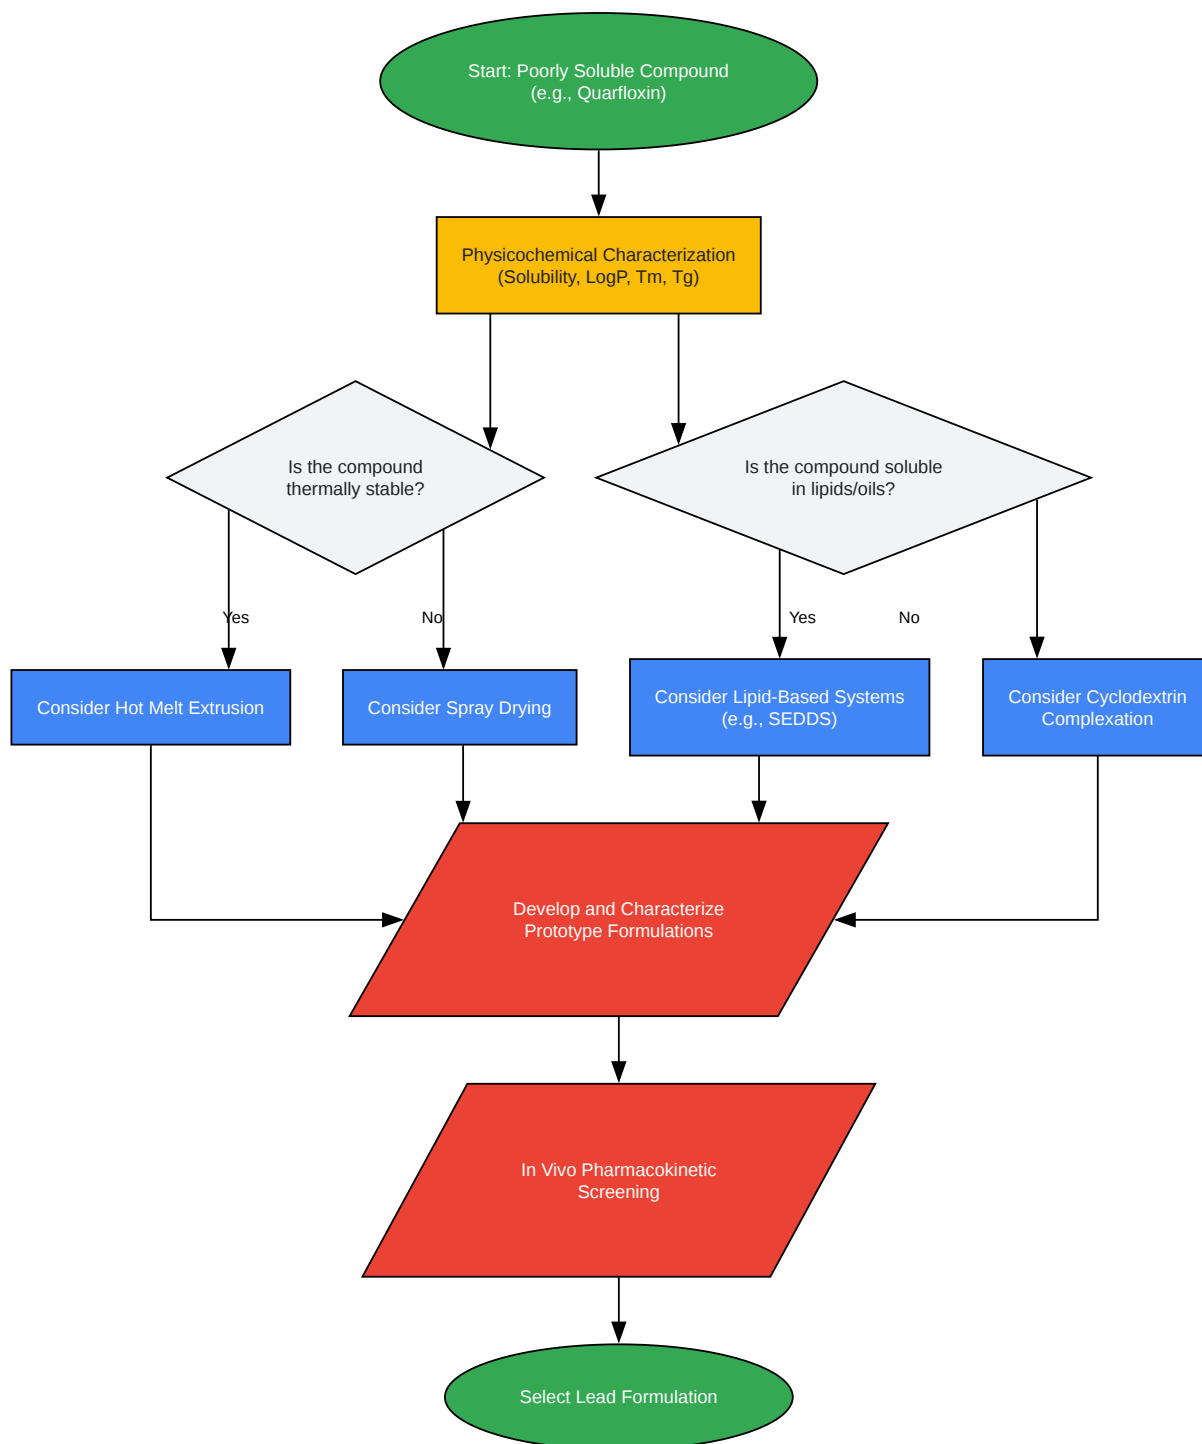 Start: Poorly Soluble Compound
(e.g., Quarfloxin)
Physicochemical Characterization
(Solubility, LogP, Tm, Tg)
Is the compound
thermally stable?
Is the compound soluble
in lipids/oils?
Yes
No
Yes
No
Consider Hot Melt Extrusion
Consider Spray Drying
Consider Lipid-Based Systems
(e.g., SEDDS)
Consider Cyclodextrin
Complexation
Develop and Characterize
Prototype Formulations
In Vivo Pharmacokinetic
Screening
Select Lead Formulation